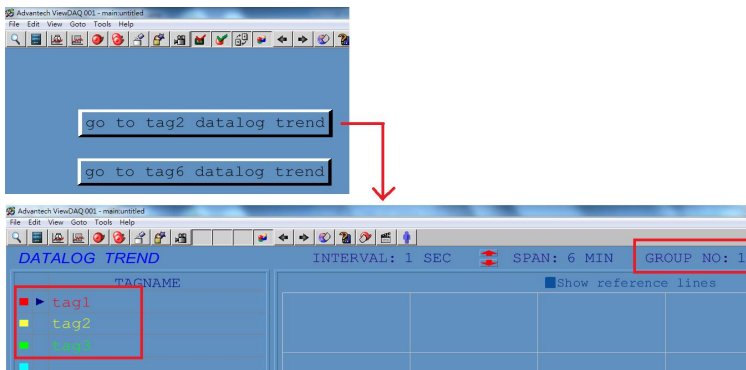 Advantech ViewDAQ 001 - main:untitled
File Edit View Goto Tools Help
go to tag2 datalog trend
go to tag6 datalog trend
Advantech ViewDAQ 001 - main:untitled
File Edit View Goto Tools Help
DATALOG TREND INTERVAL: 1 SEC SPAN: 6 MIN GROUP NO: 1
TAGNAME Show reference lines
tag1
tag2
tag3